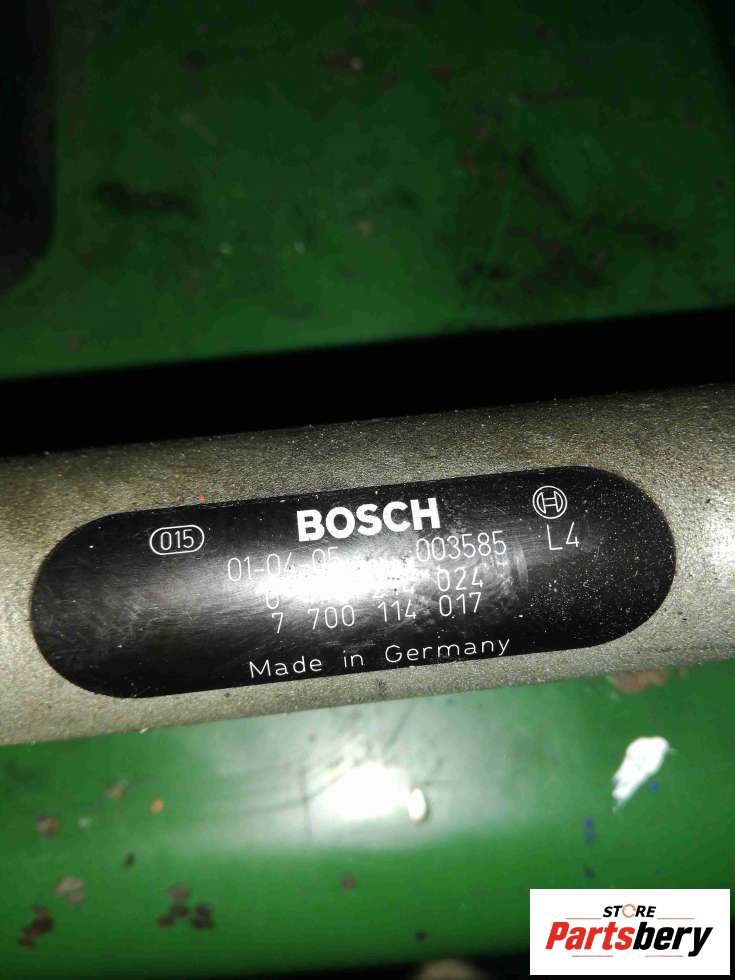 BOSCH
015
01-04-05 003585 L4
024
7 700 114 017
Made in Germany
STORE
Partsbery